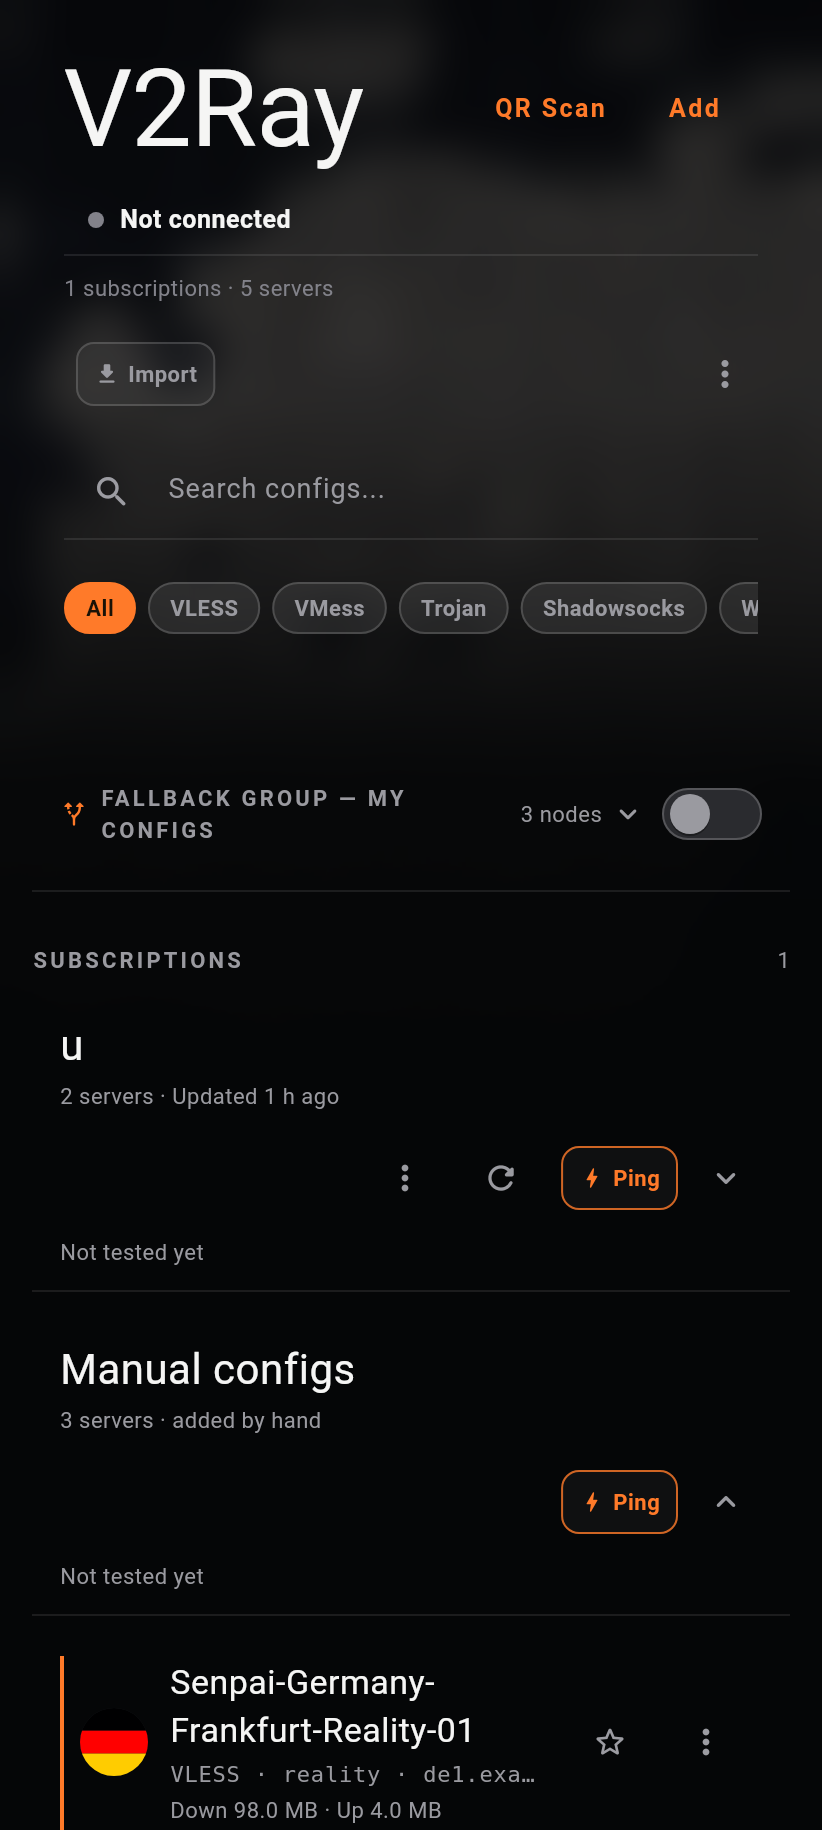 V2Ray
QR Scan
Add
Not connected
1 subscriptions · 5 servers
Import
Search configs...
All
VLESS
VMess
Trojan
Shadowsocks
W
FALLBACK GROUP — MY
CONFIGS
3 nodes
SUBSCRIPTIONS
1
u
2 servers · Updated 1 h ago
Ping
Not tested yet
Manual configs
3 servers · added by hand
Ping
Not tested yet
Senpai-Germany-
Frankfurt-Reality-01
VLESS · reality · de1.exa…
Down 98.0 MB · Up 4.0 MB